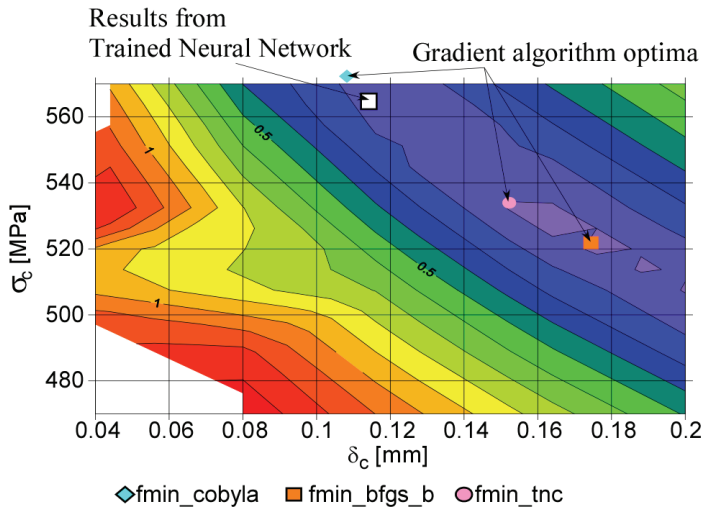 Results from
Trained Neural Network
Gradient algorithm optima
560
540
520
500
480
σc [MPa]
1
0.5
0.5
1
0.04 0.06 0.08 0.1 0.12 0.14 0.16 0.18 0.2
δc [mm]
fmin_cobyla fmin_bfgs_b fmin_tnc